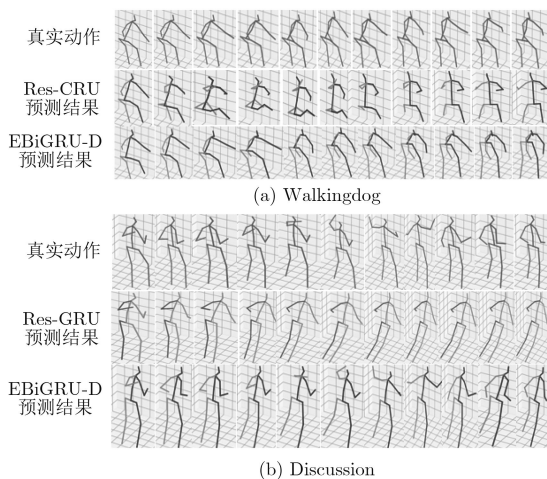 真实动作
Res-CRU
预测结果
EBiGRU-D
预测结果
(a) Walkingdog
真实动作
Res-GRU
预测结果
EBiGRU-D
预测结果
(b) Discussion